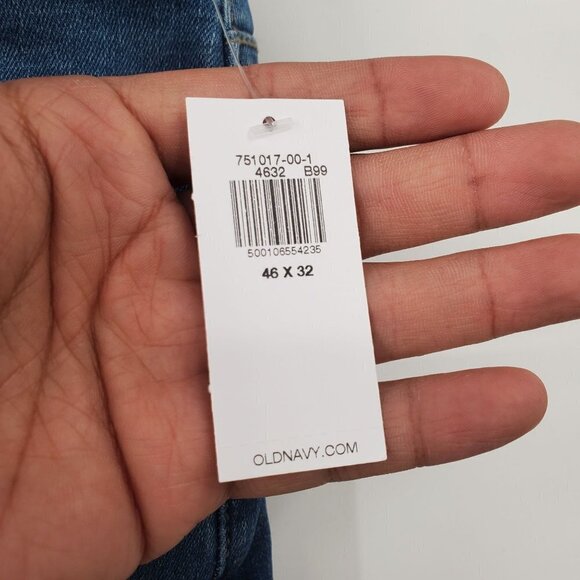 751017-00-1
4632 B99
500106554235
46 X 32
OLDNAVY.COM